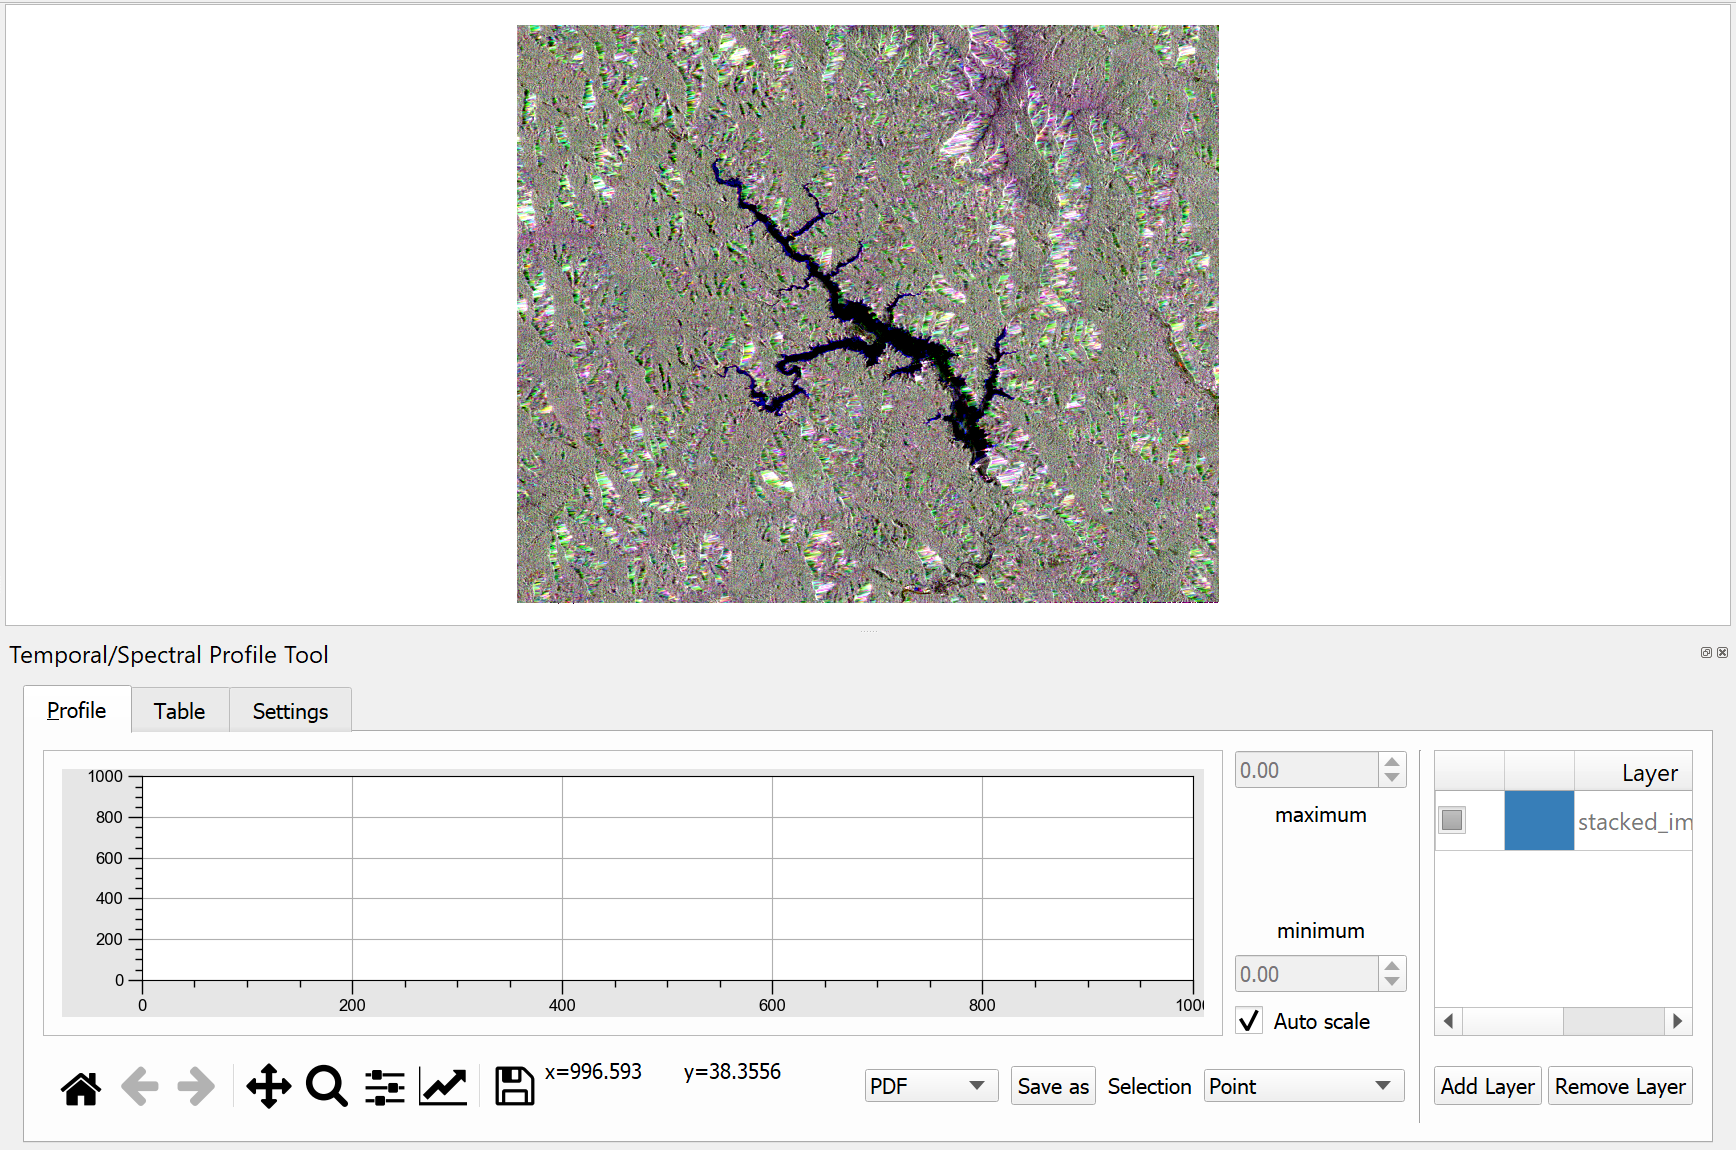 Temporal/Spectral Profile Tool
Profile Table Settings
1000
800
600
400
200
0
0 200 400 600 800 100
0.00
maximum
minimum
0.00
Auto scale
Layer
stacked_im
x=996.593 y=38.3556
PDF Save as Selection Point
Add Layer Remove Layer